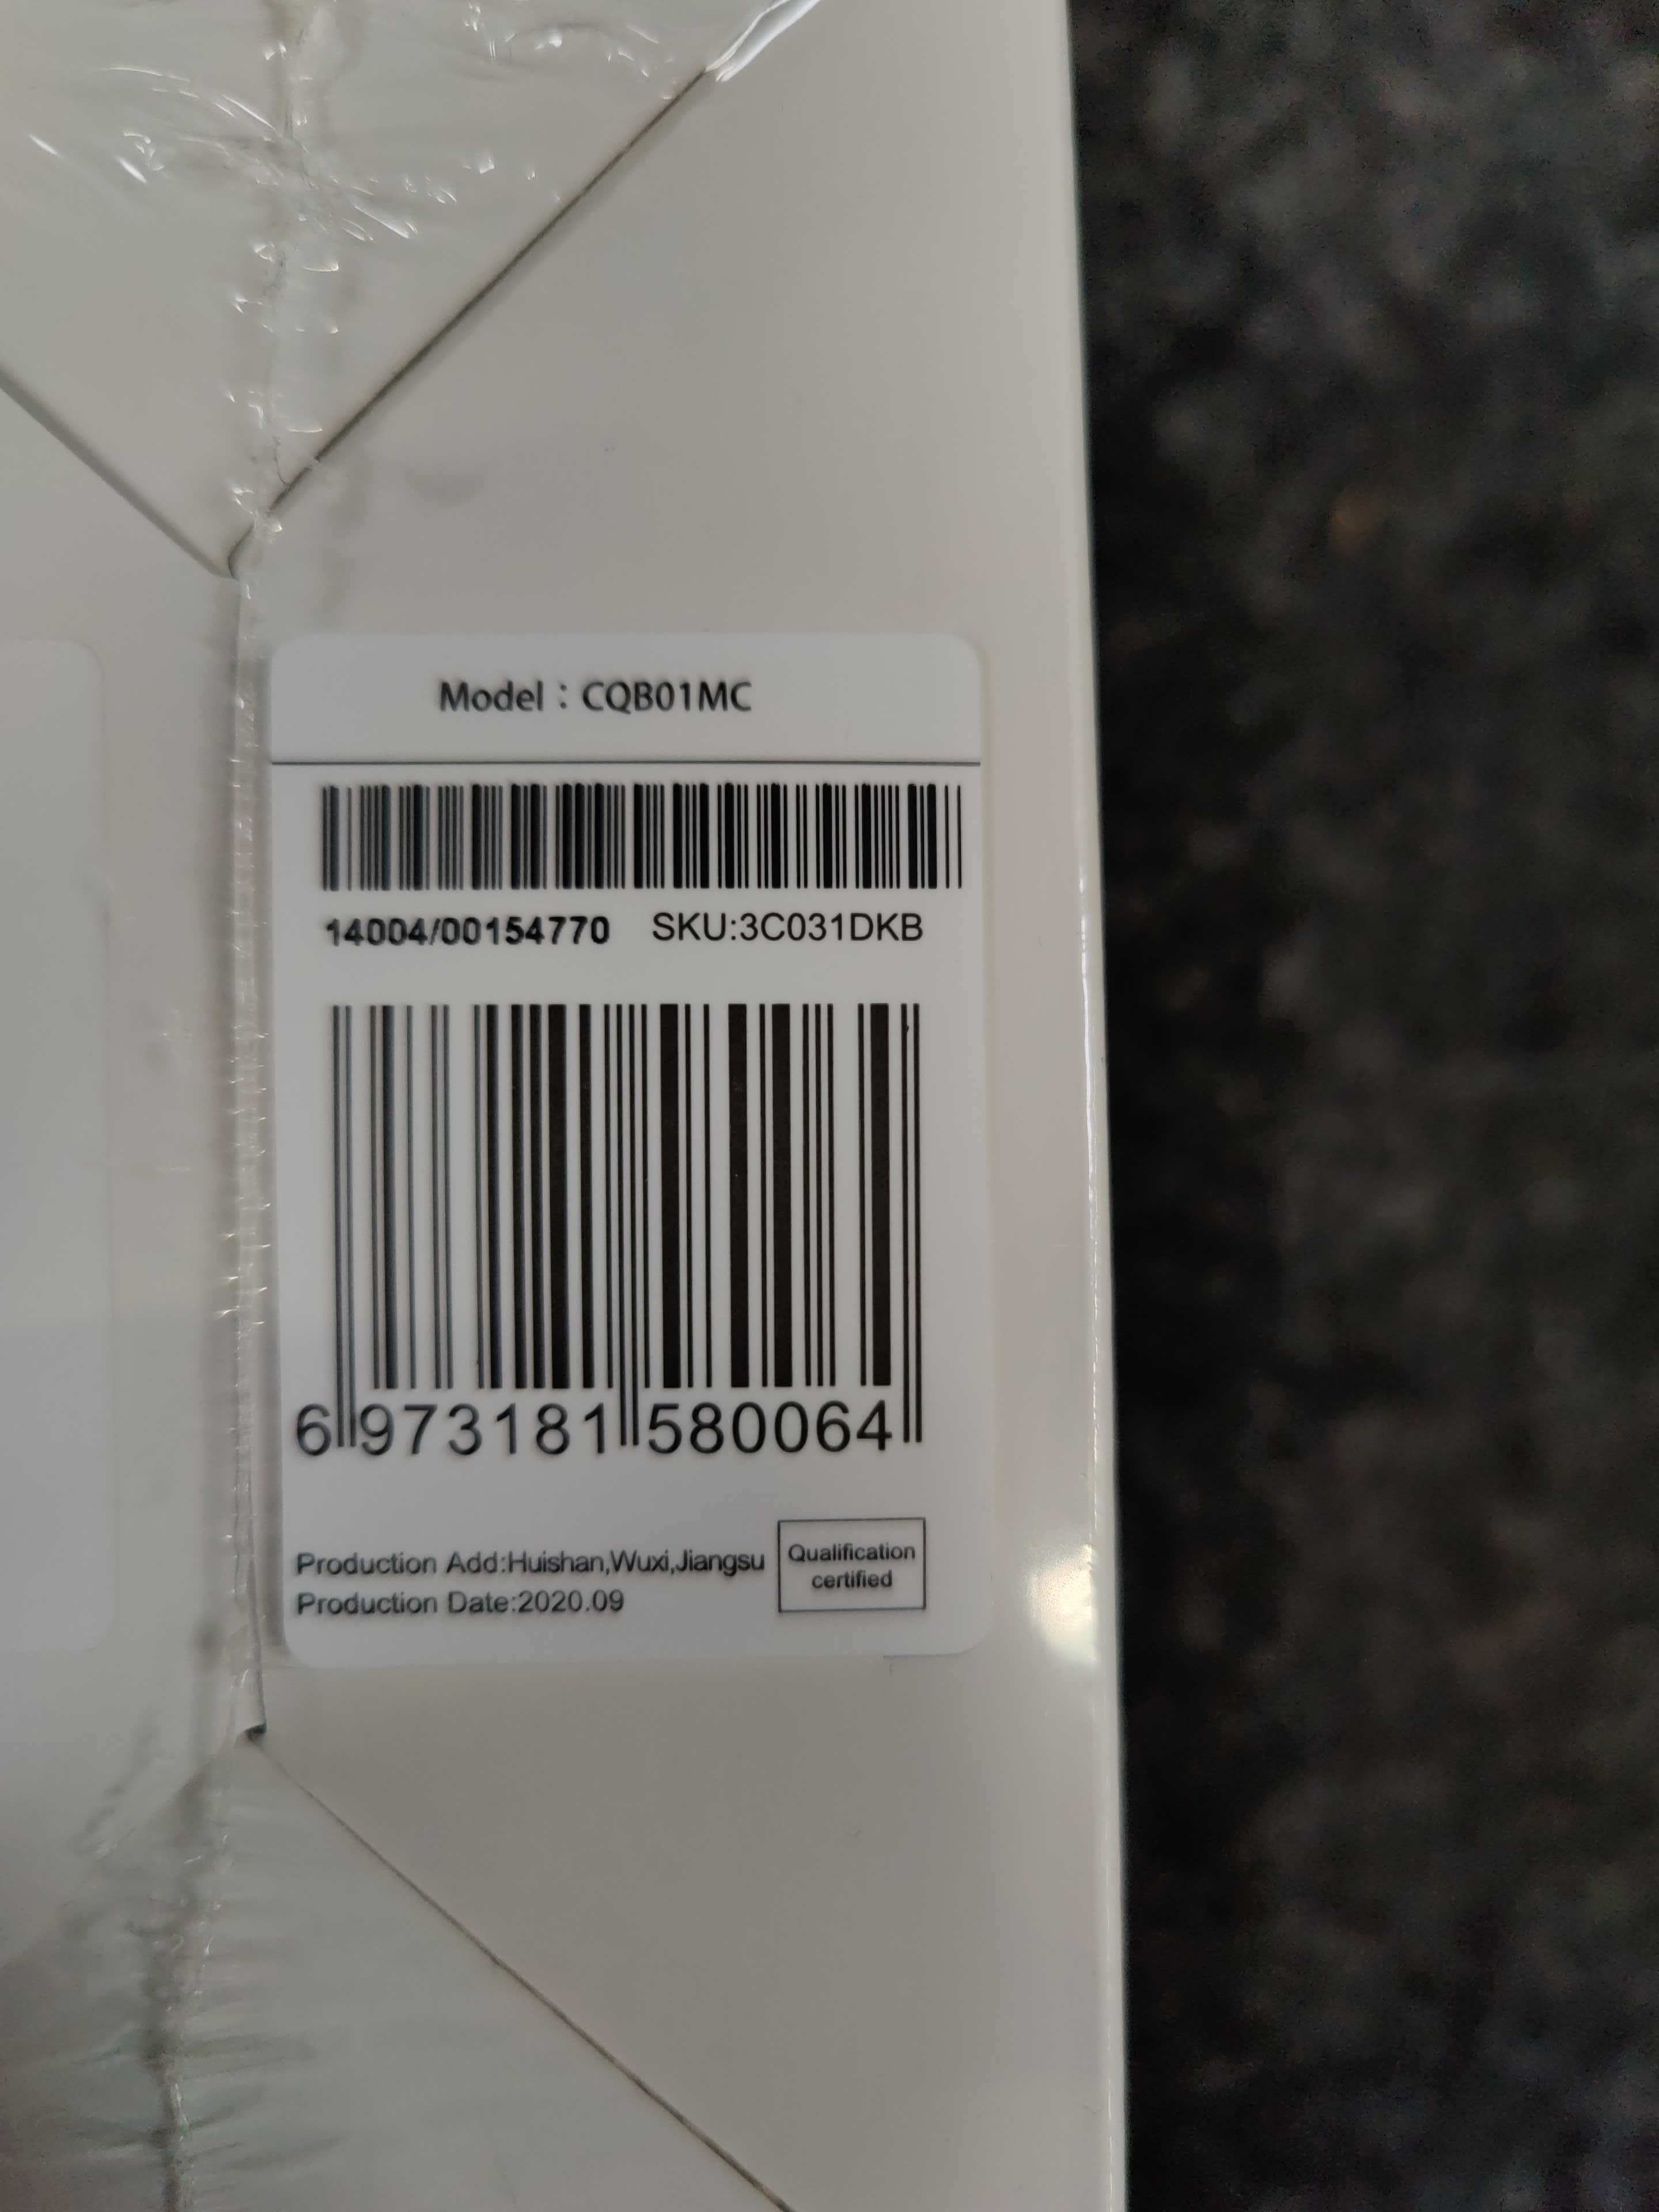 Model：CQB01MC
14004/00154770 SKU:3C031DKB
6 973181 580064
Production Add:Huishan,Wuxi,Jiangsu
Production Date:2020.09
Qualification
certified